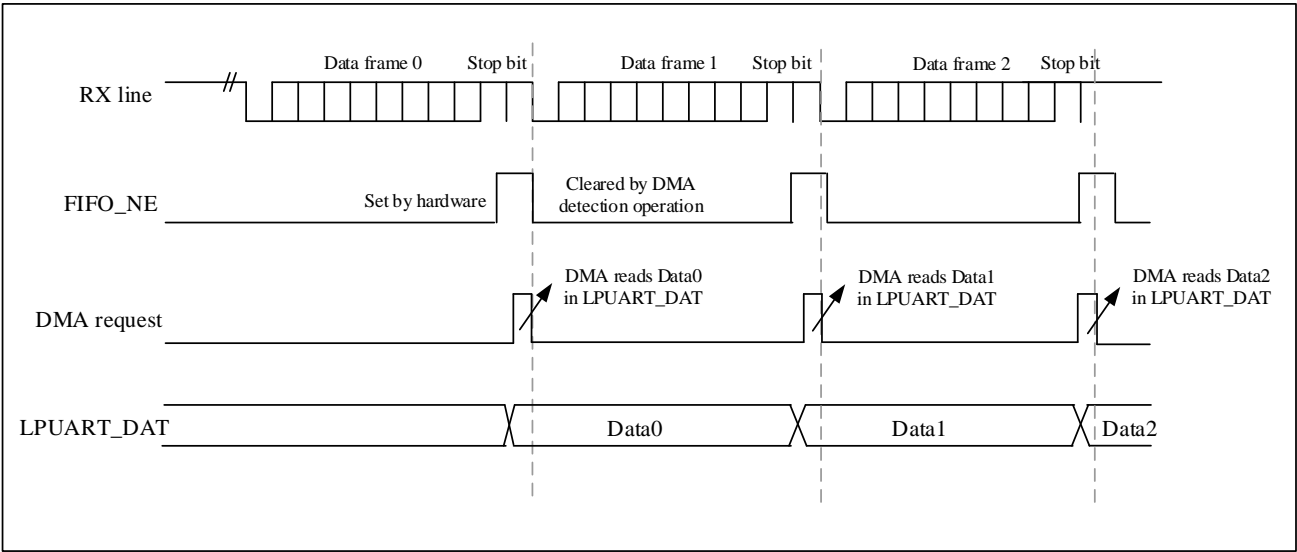 Data frame 0 Stop bit Data frame 1 Stop bit Data frame 2 Stop bit
RX line
FIFO_NE
Set by hardware
Cleared by DMA
detection operation
DMA request
DMA reads Data0
in LPUART_DAT
DMA reads Data1
in LPUART_DAT
DMA reads Data2
in LPUART_DAT
LPUART_DAT Data0 Data1 Data2